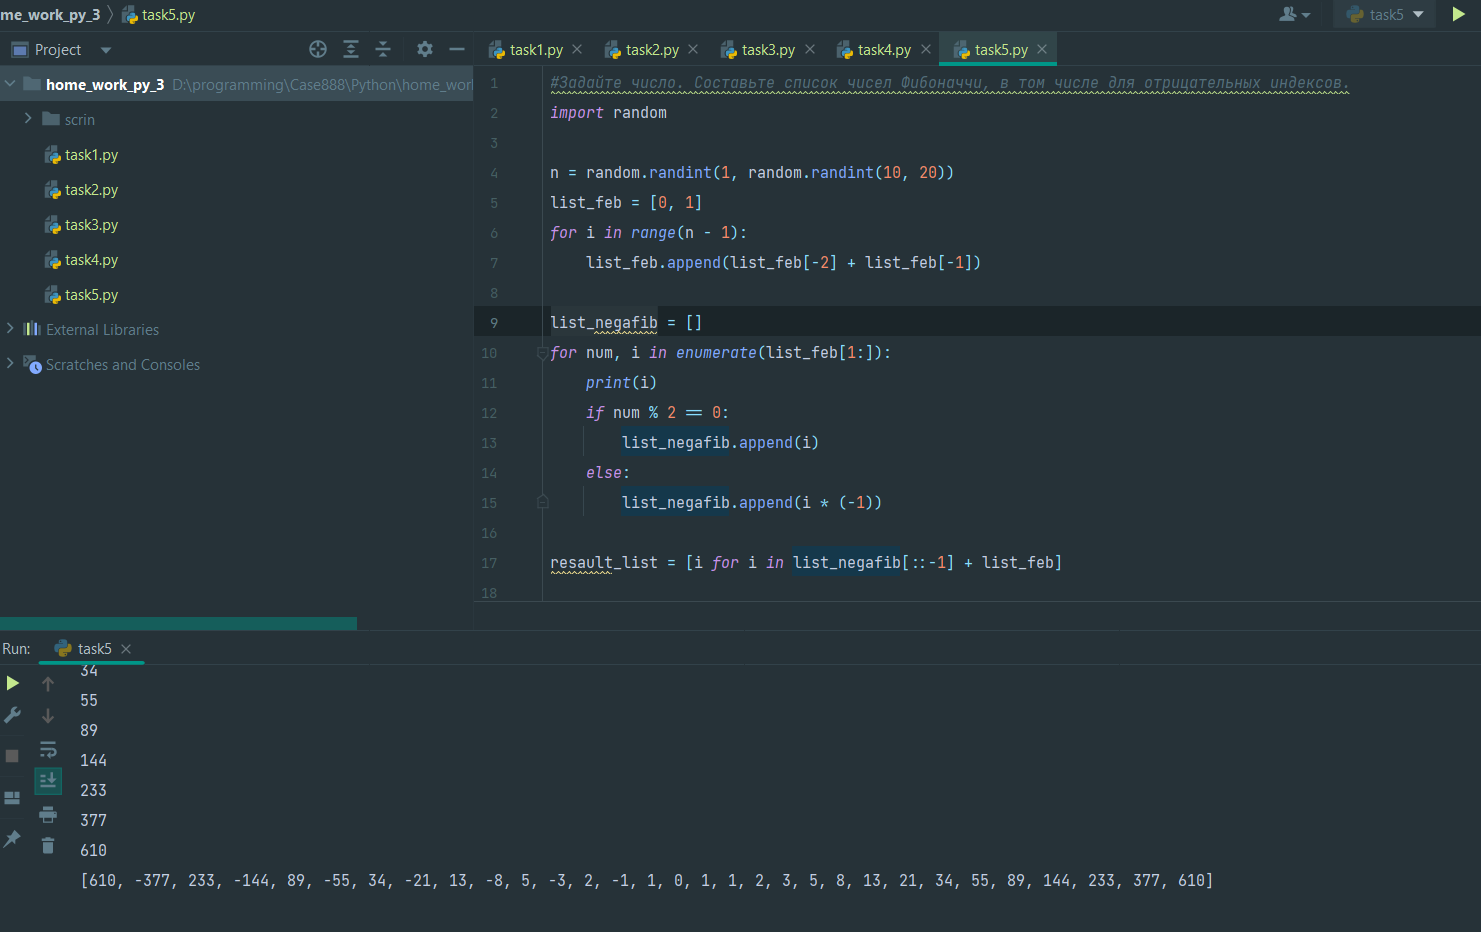 me_work_py_3 task5.py
task5
Project
task1.py
task2.py
task3.py
task4.py
task5.py
home_work_py_3 D:\programming\Case888\Python\home_wor
scrin
task1.py
task2.py
task3.py
task4.py
task5.py
External Libraries
Scratches and Consoles
1 #Задайте число. Составьте список чисел Фибоначчи, в том числе для отрицательных индексов.
2 import random
3
4 n = random.randint(1, random.randint(10, 20))
5 list_feb = [0, 1]
6 for i in range(n - 1):
7 list_feb.append(list_feb[-2] + list_feb[-1])
8
9 list_negafib = []
10 for num, i in enumerate(list_feb[1:]):
11 print(i)
12 if num % 2 == 0:
13 list_negafib.append(i)
14 else:
15 list_negafib.append(i * (-1))
16
17 resault_list = [i for i in list_negafib[::-1] + list_feb]
18
Run: task5
34
55
89
144
233
377
610
[610, -377, 233, -144, 89, -55, 34, -21, 13, -8, 5, -3, 2, -1, 1, 0, 1, 1, 2, 3, 5, 8, 13, 21, 34, 55, 89, 144, 233, 377, 610]